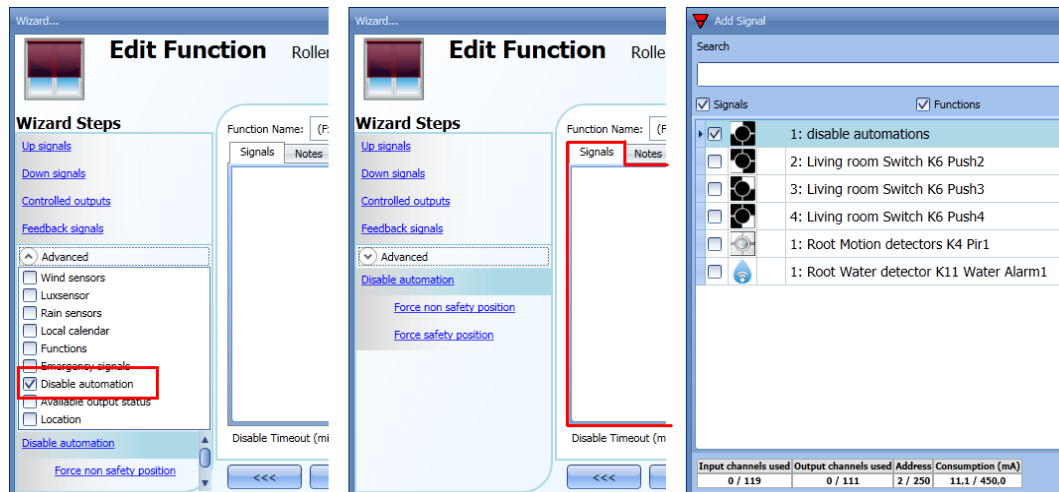 Wizard...
Edit Function Roller
Wizard Steps
Up signals
Down signals
Controlled outputs
Feedback signals
Advanced
Wind sensors
Luxsensor
Rain sensors
Local calendar
Functions
Emergency signals
Disable automation
Available output status
Location
Disable automation
Force non safety position
Function Name: (F
Signals Notes
Disable Timeout (mi
<<<
Wizard...
Edit Function Rolle
Wizard Steps
Up signals
Down signals
Controlled outputs
Feedback signals
Advanced
Disable automation
Force non safety position
Force safety position
Function Name: (F
Signals Notes
Disable Timeout (m
<<<
Add Signal
Search
Signals Functions
1: disable automations
2: Living room Switch K6 Push2
3: Living room Switch K6 Push3
4: Living room Switch K6 Push4
1: Root Motion detectors K4 Pir1
1: Root Water detector K11 Water Alarm1
Input channels used Output channels used Address Consumption (mA)
0 / 119 0 / 111 2 / 250 11,1 / 450,0